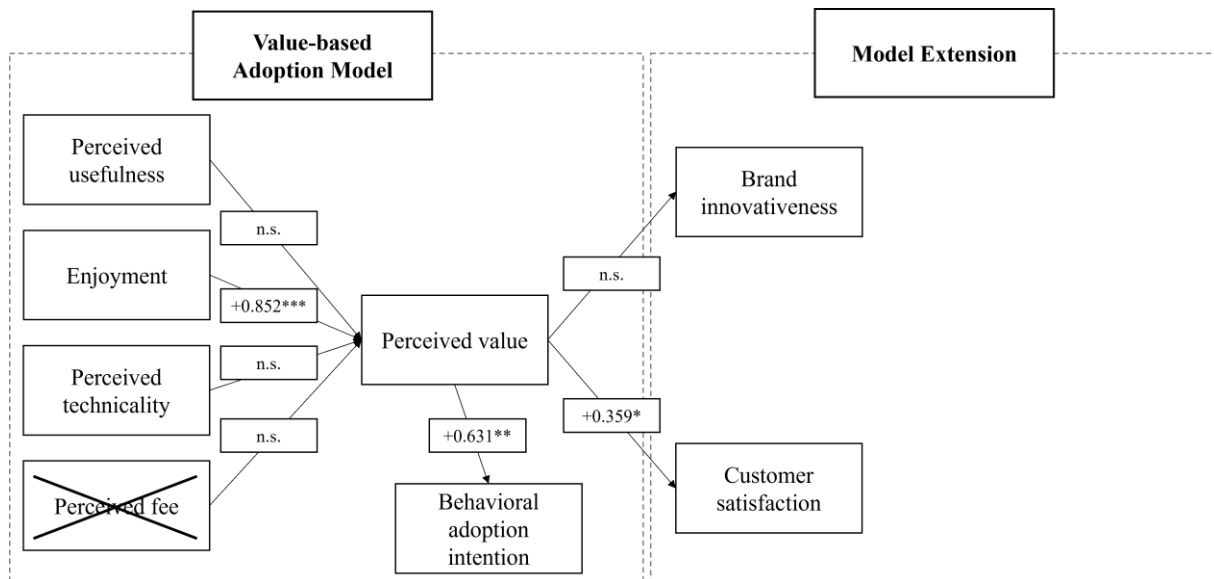 Value-based
Adoption Model
Model Extension
Perceived
usefulness
n.s.
Enjoyment
+0.852***
Perceived
technicality
n.s.
n.s.
Perceived fee
Perceived value
+0.631**
Behavioral
adoption
intention
n.s.
Brand
innovativeness
+0.359*
Customer
satisfaction